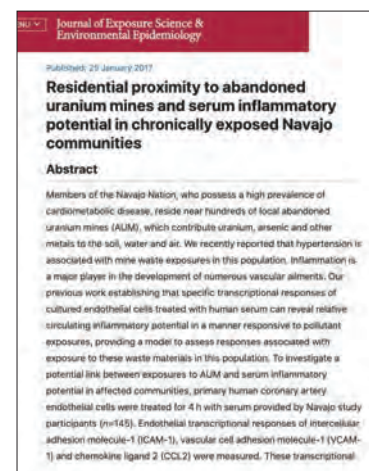 NU
Journal of Exposure Science &
Environmental Epidemiology
Published: 25 January 2017
Residential proximity to abandoned
uranium mines and serum inflammatory
potential in chronically exposed Navajo
communities
Abstract
Members of the Navajo Nation, who possess a high prevalence of
cardiometabolic disease, reside near hundreds of local abandoned
uranium mines (AUM), which contribute uranium, arsenic and other
metals to the soil, water and air. We recently reported that hypertension is
associated with mine waste exposures in this population. Inflammation is
a major player in the development of numerous vascular ailments. Our
previous work establishing that specific transcriptional responses of
cultured endothelial cells treated with human serum can reveal relative
circulating inflammatory potential in a manner responsive to pollutant
exposures, providing a model to assess responses associated with
exposure to these waste materials in this population. To investigate a
potential link between exposures to AUM and serum inflammatory
potential in affected communities, primary human coronary artery
endothelial cells were treated for 4 h with serum provided by Navajo study
participants (n=145). Endothelial transcriptional responses of intercellular
adhesion molecule-1 (ICAM-1), vascular cell adhesion molecule-1 (VCAM-
1) and chemokine ligand 2 (CCL2) were measured. These transcriptional